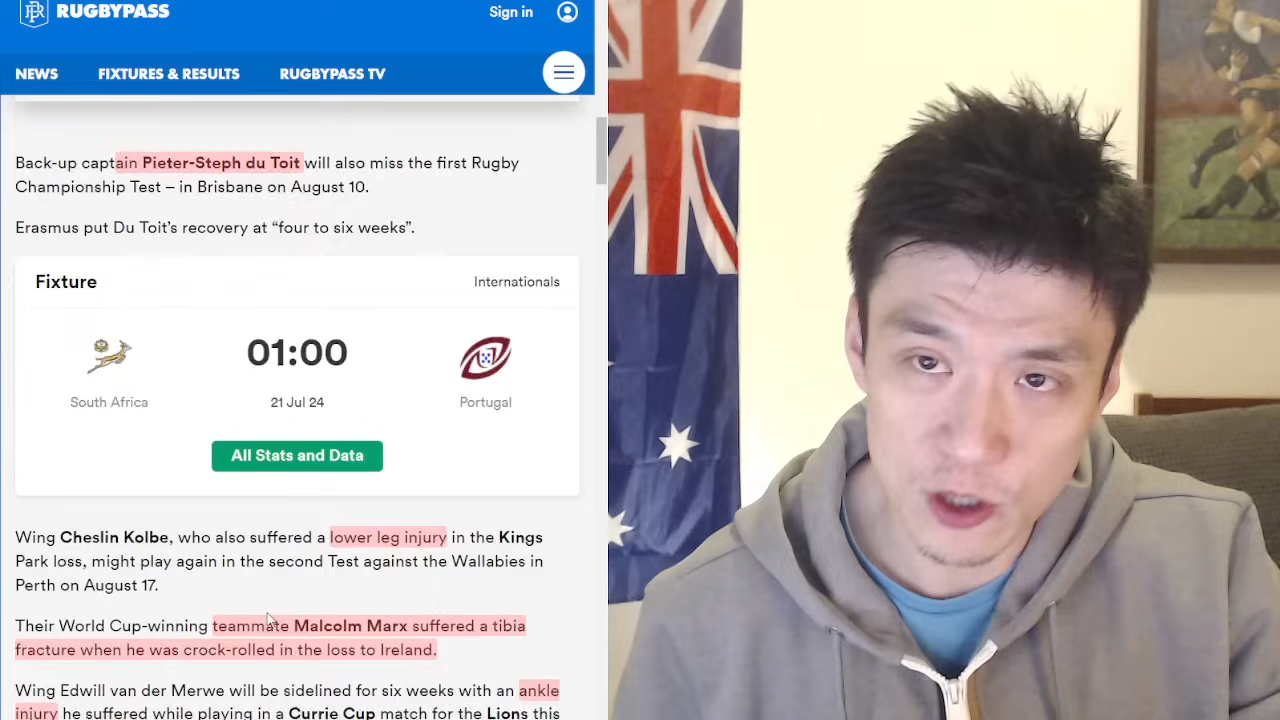 RUGBYPASS
Sign in
NEWS
FIXTURES & RESULTS
RUGBYPASS TV
Back-up captain Pieter-Steph du Toit will also miss the first Rugby
Championship Test – in Brisbane on August 10.
Erasmus put Du Toit's recovery at “four to six weeks”.
Fixture
Internationals
01:00
South Africa
21 Jul 24
Portugal
All Stats and Data
Wing Cheslin Kolbe, who also suffered a lower leg injury in the Kings
Park loss, might play again in the second Test against the Wallabies in
Perth on August 17.
Their World Cup-winning teammate Malcolm Marx suffered a tibia
fracture when he was crock-rolled in the loss to Ireland.
Wing Edwill van der Merwe will be sidelined for six weeks with an ankle
injury he suffered while playing in a Currie Cup match for the Lions this